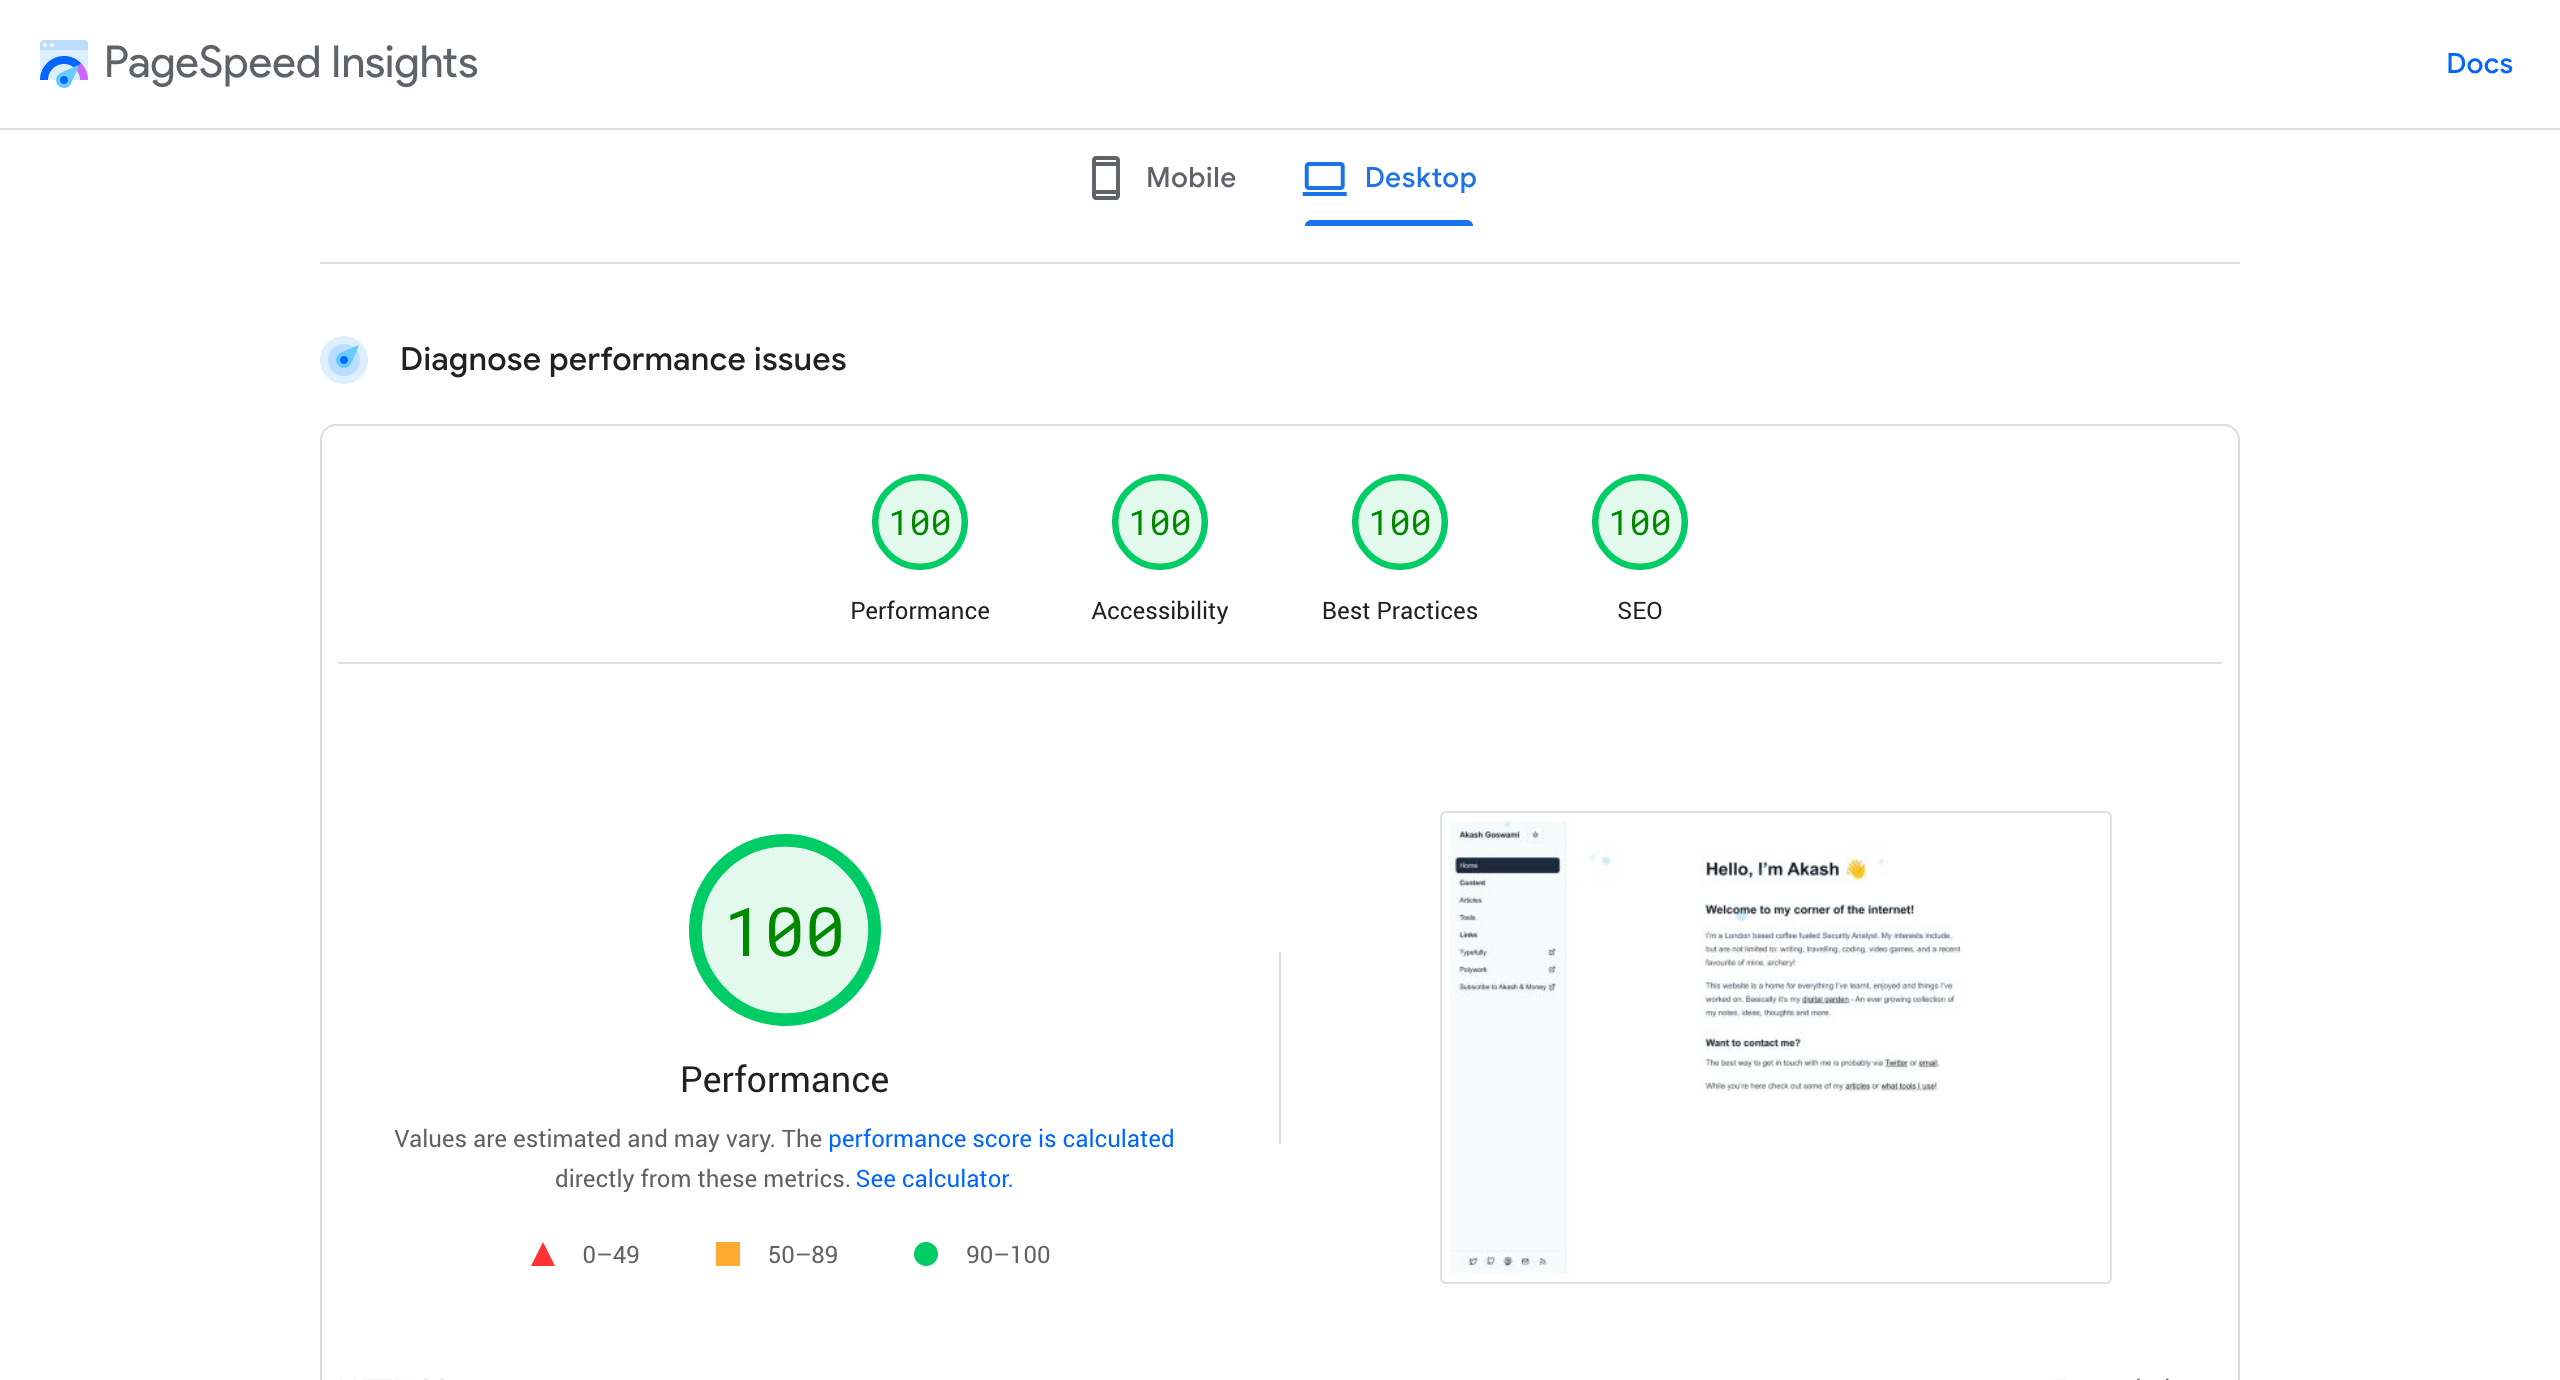 PageSpeed Insights
Docs
Mobile
Desktop
Diagnose performance issues
100
100
100
100
Performance
Accessibility
Best Practices
SEO
100
Performance
Values are estimated and may vary. The performance score is calculated
directly from these metrics. See calculator.
0–49
50–89
90–100
Akash Goswami
Home
Content
Articles
Tools
Links
Typefully
Polywork
Subscribe to Akash & Money
Hello, I'm Akash 👋
Welcome to my corner of the internet!
I'm a London based coffee fueled Security Analyst. My interests include,
but are not limited to: writing, travelling, coding, video games, and a recent
favourite of mine, archery!
This website is a home for everything I've learnt, enjoyed and things I've
worked on. Basically it's my digital garden - An ever growing collection of
my notes, ideas, thoughts and more.
Want to contact me?
The best way to get in touch with me is probably via Twitter or email.
While you're here check out some of my articles or what tools I use!